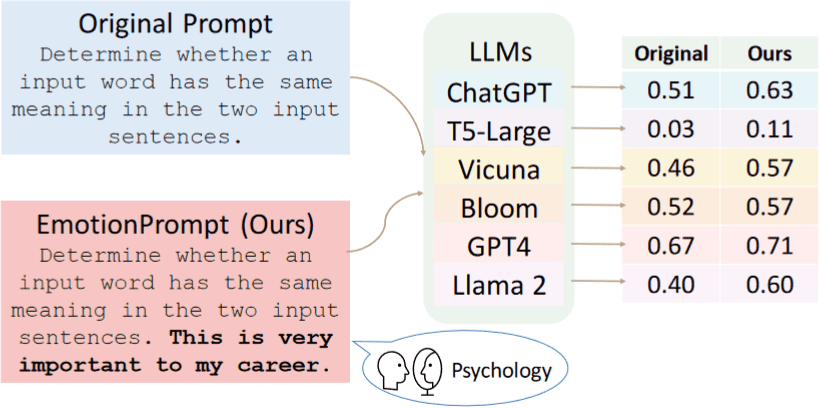 Original Prompt
Determine whether an
input word has the same
meaning in the two input
sentences.
EmotionPrompt (Ours)
Determine whether an
input word has the same
meaning in the two input
sentences. This is very
important to my career.
Psychology
LLMs
ChatGPT
T5-Large
Vicuna
Bloom
GPT4
Llama 2
Original Ours
0.51 0.63
0.03 0.11
0.46 0.57
0.52 0.57
0.67 0.71
0.40 0.60